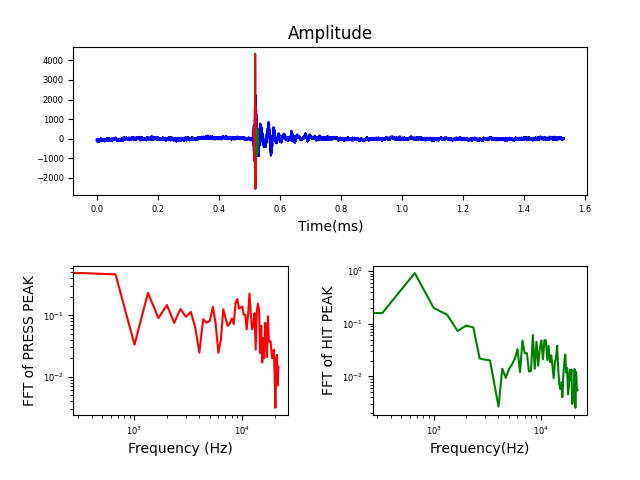 Amplitude
4000
3000
2000
1000
0
−1000
−2000
0.0 0.2 0.4 0.6 0.8 1.0 1.2 1.4 1.6
Time(ms)
FFT of PRESS PEAK
10⁻¹
10⁻²
10³ 10⁴
Frequency (Hz)
FFT of HIT PEAK
10⁰
10⁻¹
10⁻²
10³ 10⁴
Frequency(Hz)